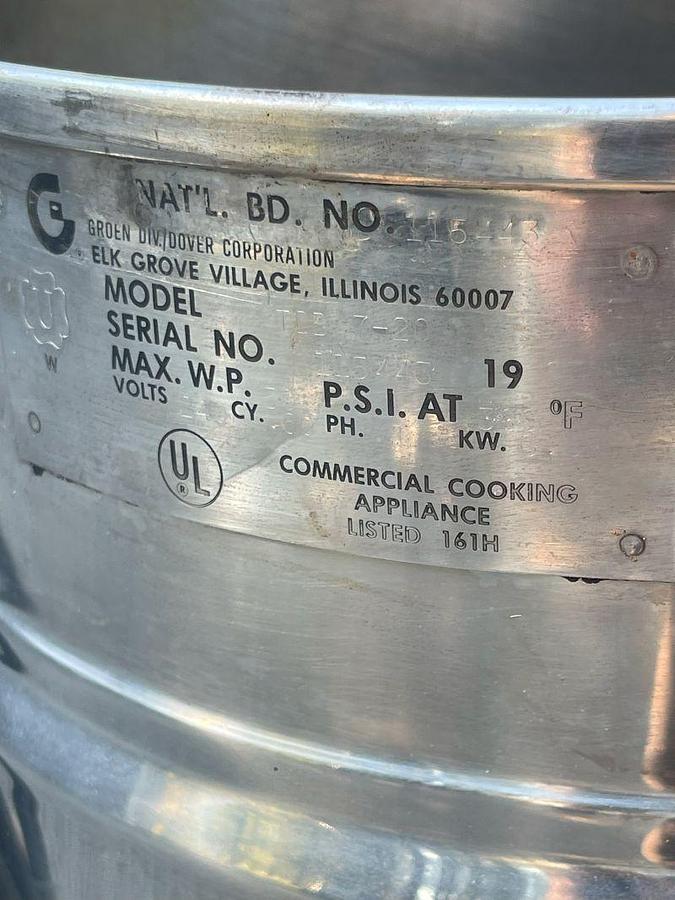 NAT'L. BD. NO.
GROEN DIV./DOVER CORPORATION
ELK GROVE VILLAGE, ILLINOIS 60007
MODEL
SERIAL NO. 19
MAX. W.P. P.S.I. AT ºF
VOLTS CY. PH. KW.
U
W
UL
®
COMMERCIAL COOKING
APPLIANCE
LISTED 161H